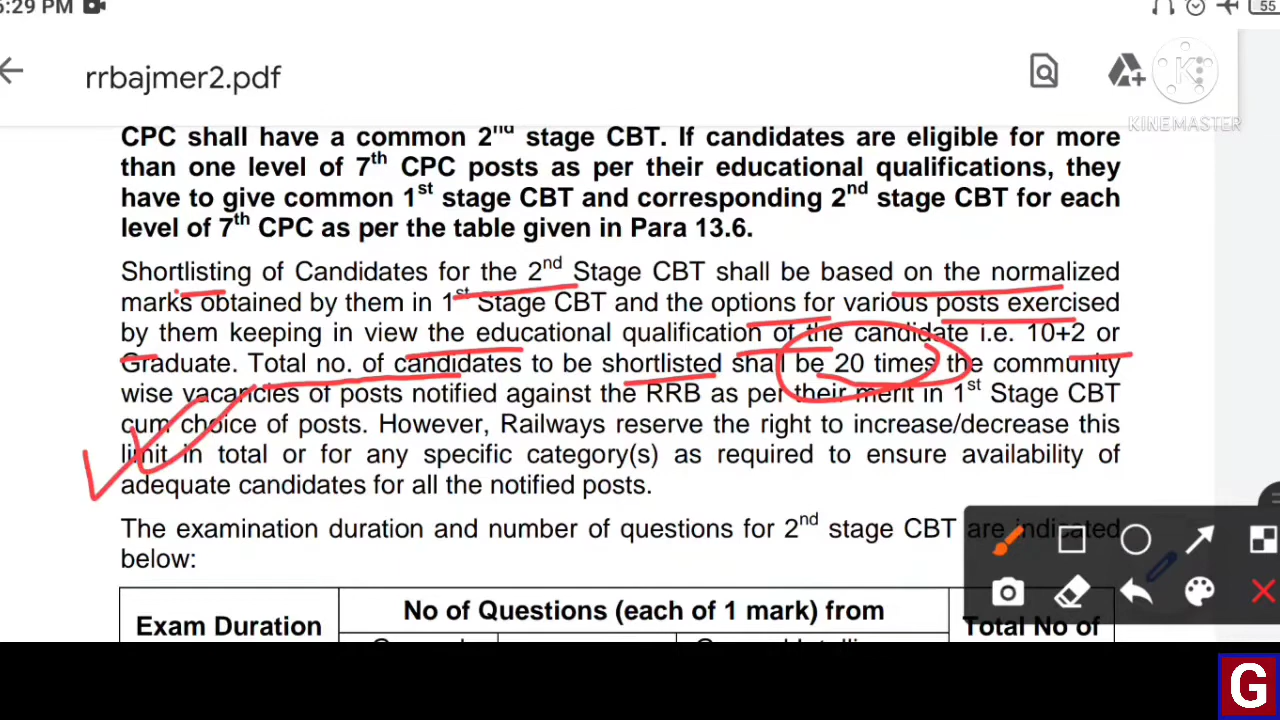 5:29 PM
55
rrbajmer2.pdf
KINEMASTER
CPC shall have a common 2nd stage CBT. If candidates are eligible for more
than one level of 7th CPC posts as per their educational qualifications, they
have to give common 1st stage CBT and corresponding 2nd stage CBT for each
level of 7th CPC as per the table given in Para 13.6.
Shortlisting of Candidates for the 2nd Stage CBT shall be based on the normalized
marks obtained by them in 1st Stage CBT and the options for various posts exercised
by them keeping in view the educational qualification of the candidate i.e. 10+2 or
Graduate. Total no. of candidates to be shortlisted shall be 20 times the community
wise vacancies of posts notified against the RRB as per their merit in 1st Stage CBT
cum choice of posts. However, Railways reserve the right to increase/decrease this
limit in total or for any specific category(s) as required to ensure availability of
adequate candidates for all the notified posts.
The examination duration and number of questions for 2nd stage CBT are indicated
below:
No of Questions (each of 1 mark) from
Exam Duration
Total No of
G